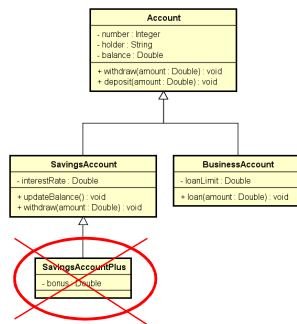 Account
- number : Integer
- holder : String
- balance : Double
+ withdraw(amount : Double) : void
+ deposit(amount : Double) : void
SavingsAccount
- interestRate : Double
+ updateBalance() : void
+ withdraw(amount : Double) : void
BusinessAccount
- loanLimit : Double
+ loan(amount : Double) : void
SavingsAccountPlus
- bonus : Double